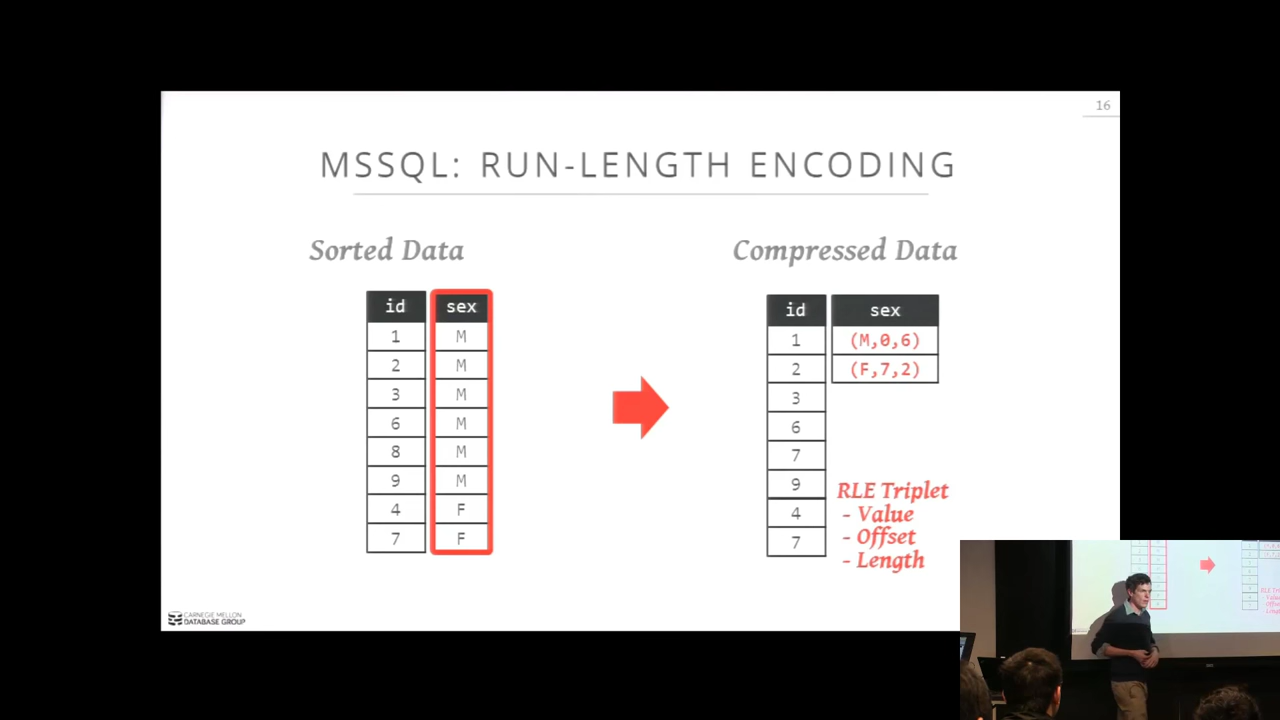 16
MSSQL: RUN-LENGTH ENCODING
Sorted Data
id sex
1 M
2 M
3 M
6 M
8 M
9 M
4 F
7 F
Compressed Data
id sex
1 (M,0,6)
2 (F,7,2)
3
6
7
9
4
7
RLE Triplet
- Value
- Offset
- Length
CARNEGIE MELLON
DATABASE GROUP